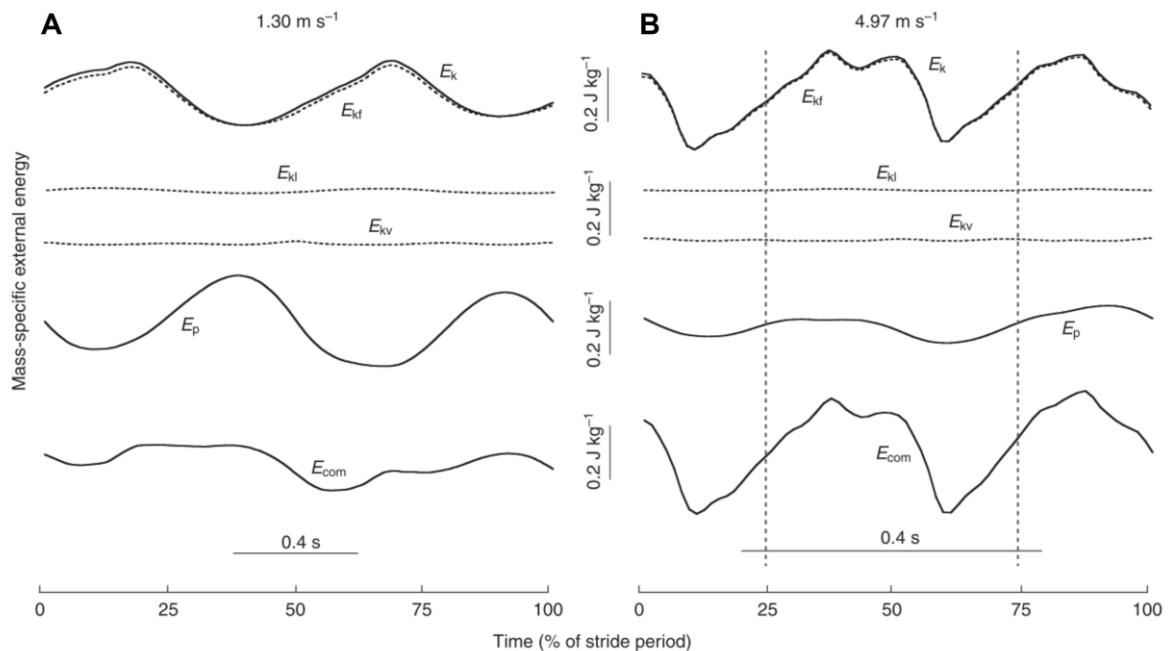 A
1.30 m s⁻¹
B
4.97 m s⁻¹
Mass-specific external energy
Ek
Ekf
Ekl
Ekv
Ep
Ecom
0.4 s
0 25 50 75 100
0.2 J kg⁻¹
0.2 J kg⁻¹
0.2 J kg⁻¹
0.2 J kg⁻¹
Ek
Ekf
Ekl
Ekv
Ep
Ecom
0.4 s
0 25 50 75 100
Time (% of stride period)